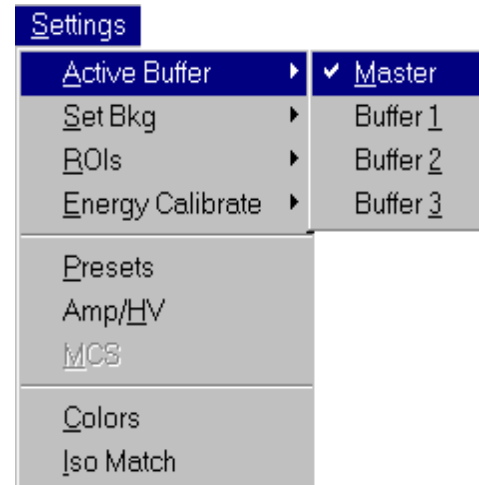 Settings
Active Buffer
Set Bkg
ROIs
Energy Calibrate
Presets
Amp/HV
MCS
Colors
Iso Match
Master
Buffer 1
Buffer 2
Buffer 3